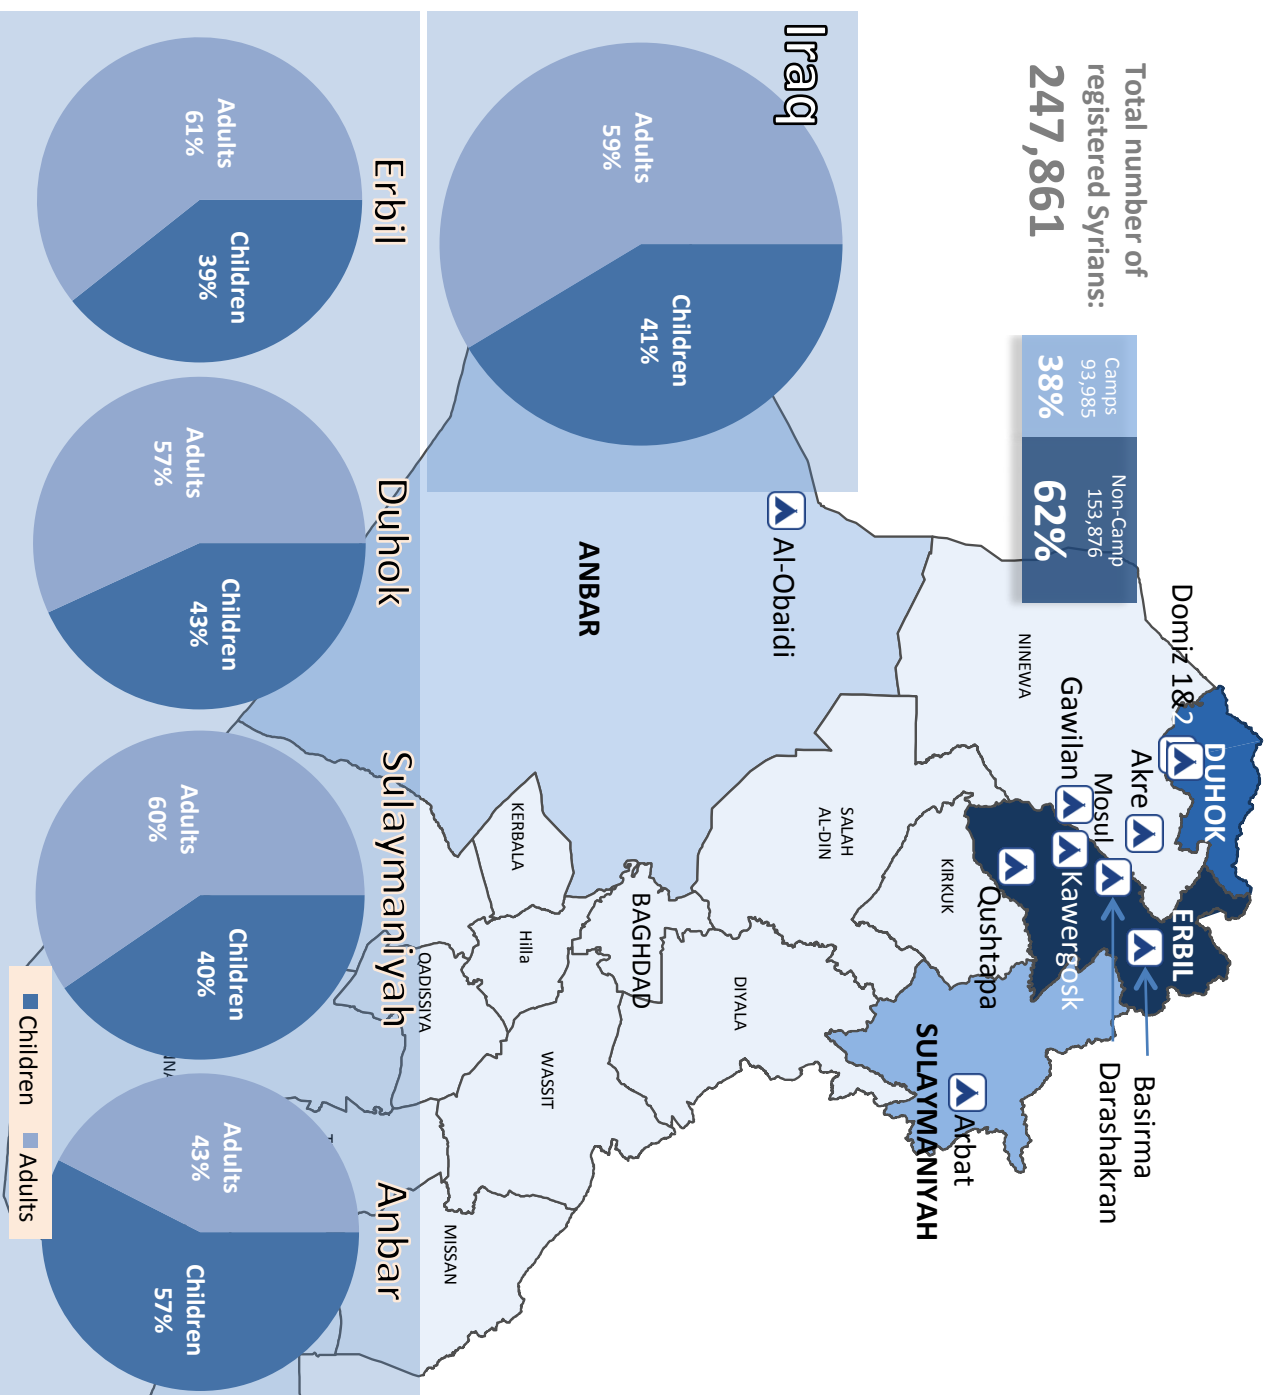 Total number of
registered Syrians:
247,861
Camps
93,985
38%
Non-Camp
153,876
62%
Domiz 1&2
DUHOK
Akre
Mosul
Gawilan
ERBIL
Basirma
Darashakran
Kawergosk
Qushtapa
NINEWA
KIRKUK
Arbat
SULAYMANIYAH
SALAH
AL-DIN
Al-Obaidi
DIYALA
BAGHDAD
ANBAR
WASSIT
Hilla
KERBALA
QADISSIYA
MISSAN
Iraq
Adults
59%
Children
41%
Erbil
Adults
61%
Children
39%
Duhok
Adults
57%
Children
43%
Sulaymaniyah
Adults
60%
Children
40%
Anbar
Adults
43%
Children
57%
Children
Adults